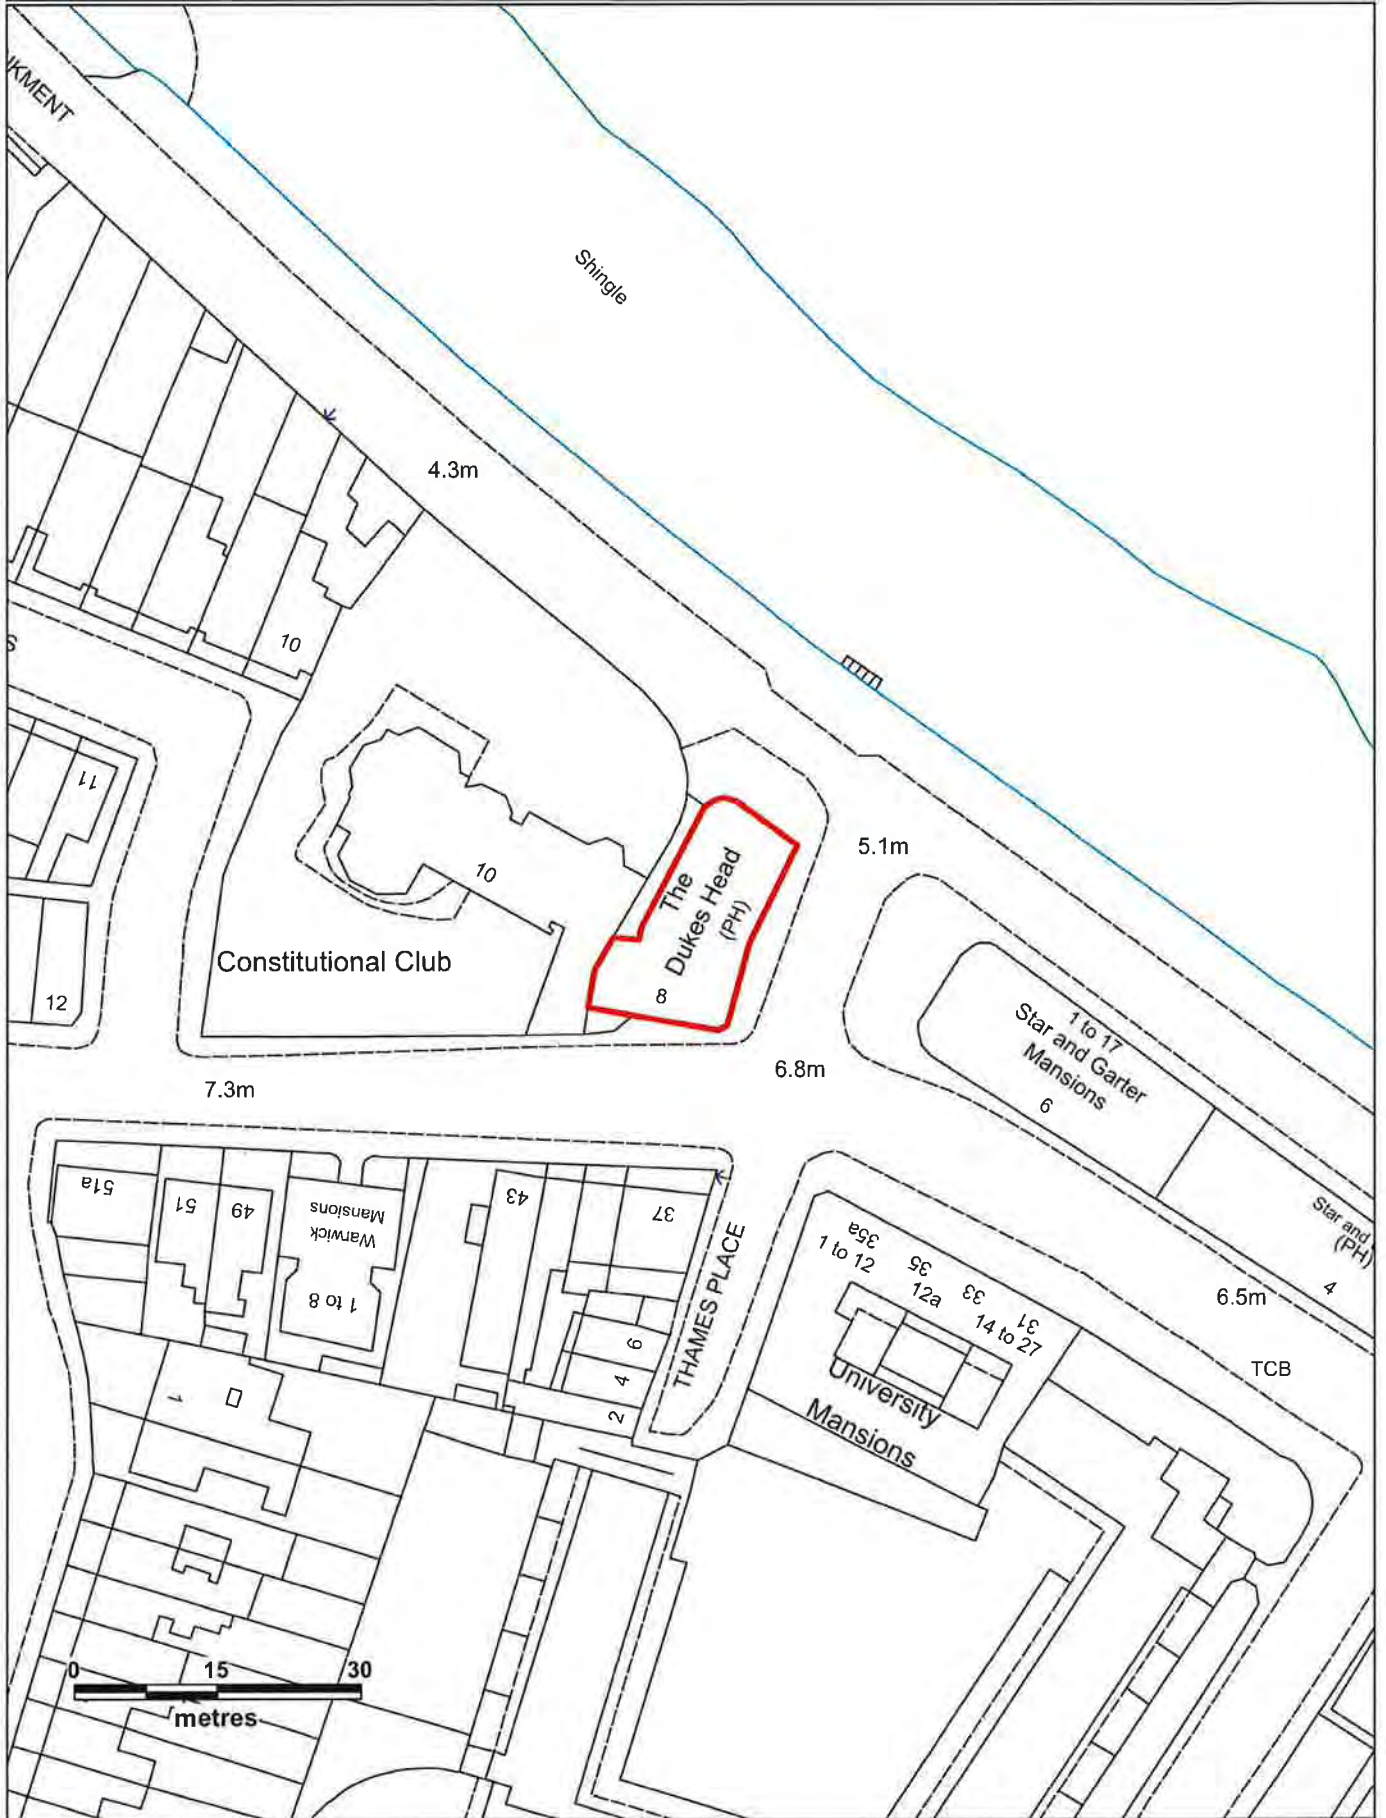 Shingle
4.3m
10
11
10
5.1m
The
Dukes Head
(PH)
8
Constitutional Club
12
1 to 17
Star and Garter
Mansions
6
6.8m
7.3m
51a
51
49
Warwick
Mansions
1 to 8
43
37
THAMES PLACE
6
4
2
35a
1 to 12
35
12a
33
31
14 to 27
University
Mansions
Star and
(PH)
4
6.5m
TCB
1
0 15 30
metres